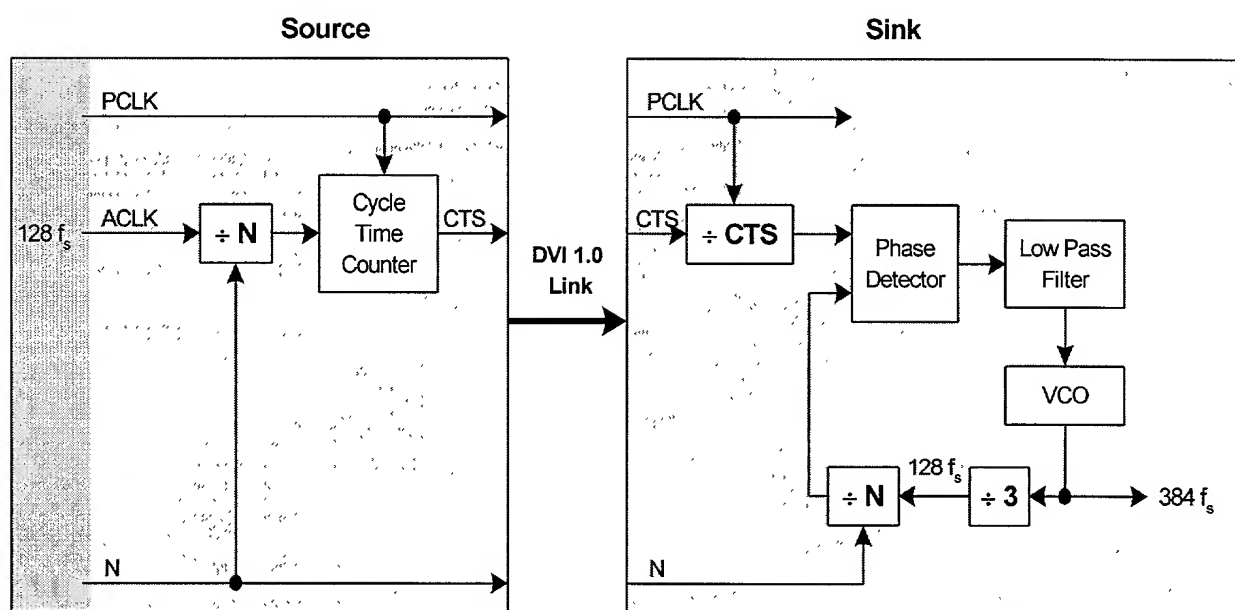 Source
Sink
PCLK
PCLK
128 fs
ACLK
÷ N
Cycle
Time
Counter
CTS
DVI 1.0
Link
CTS
÷ CTS
Phase
Detector
Low Pass
Filter
VCO
÷ N
128 fs
÷ 3
384 fs
N
N